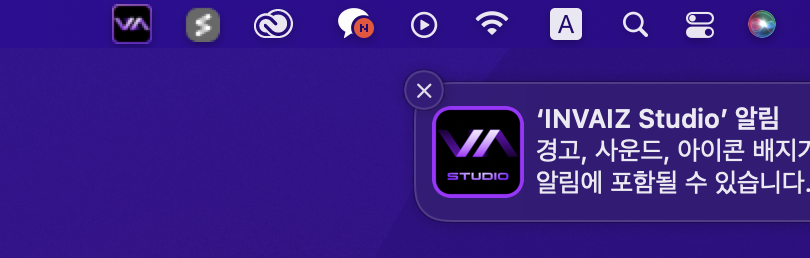 N
A
‘INVAIZ Studio’ 알림
경고, 사운드, 아이콘 배지가
알림에 포함될 수 있습니다.
STUDIO